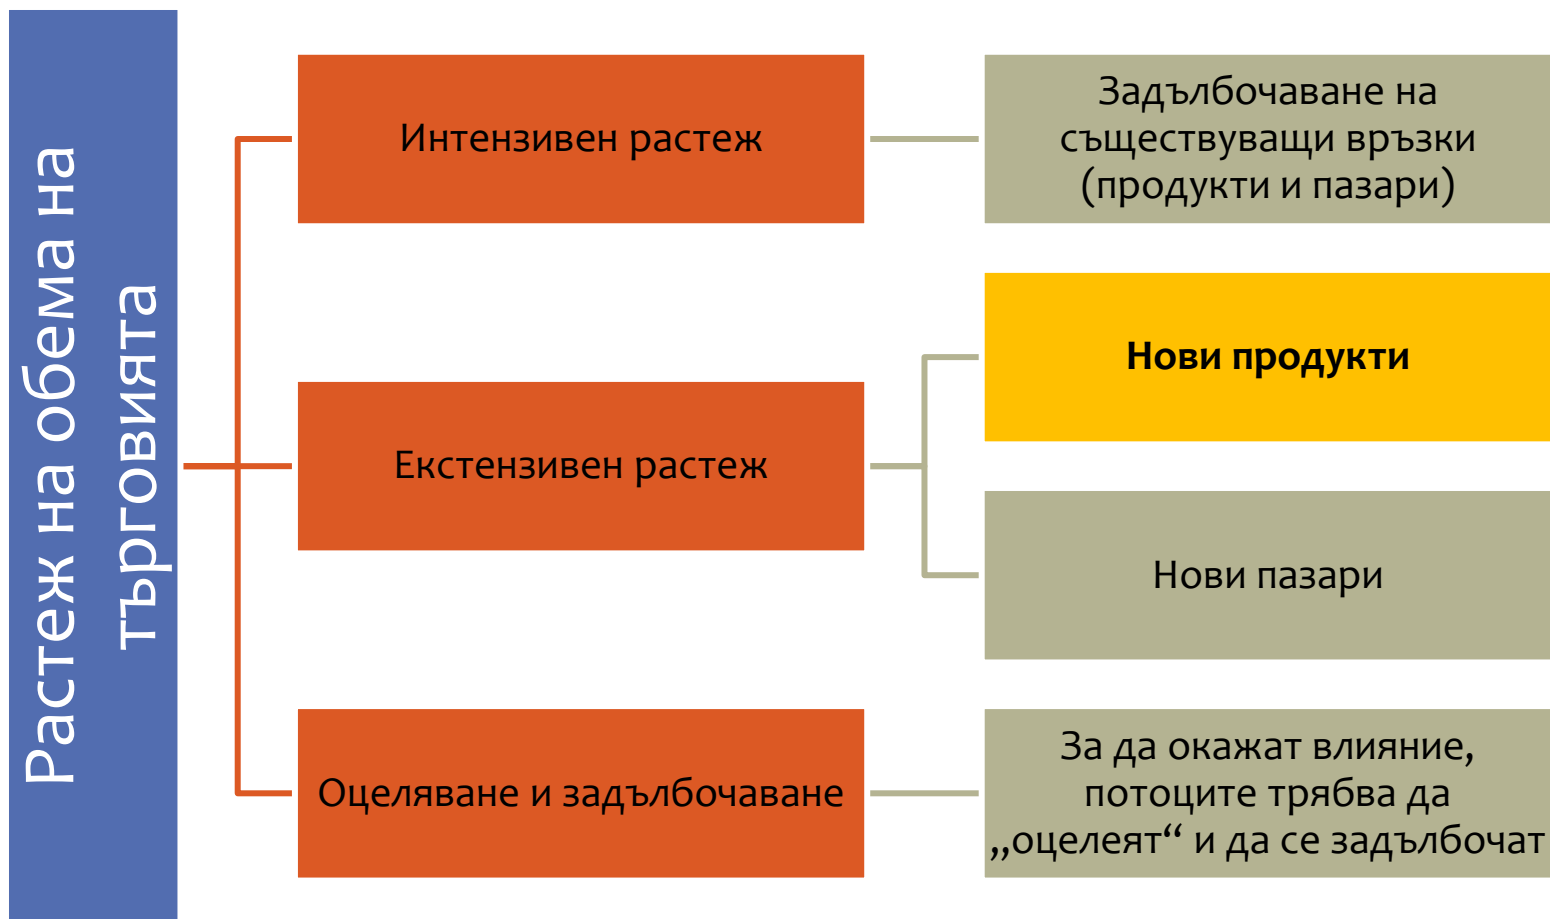 Растеж на обема на
търговията
Интензивен растеж
Задълбочаване на
съществуващи връзки
(продукти и пазари)
Екстензивен растеж
Нови продукти
Нови пазари
Оцеляване и задълбочаване
За да окажат влияние,
потоците трябва да
„оцелеят“ и да се задълбочат